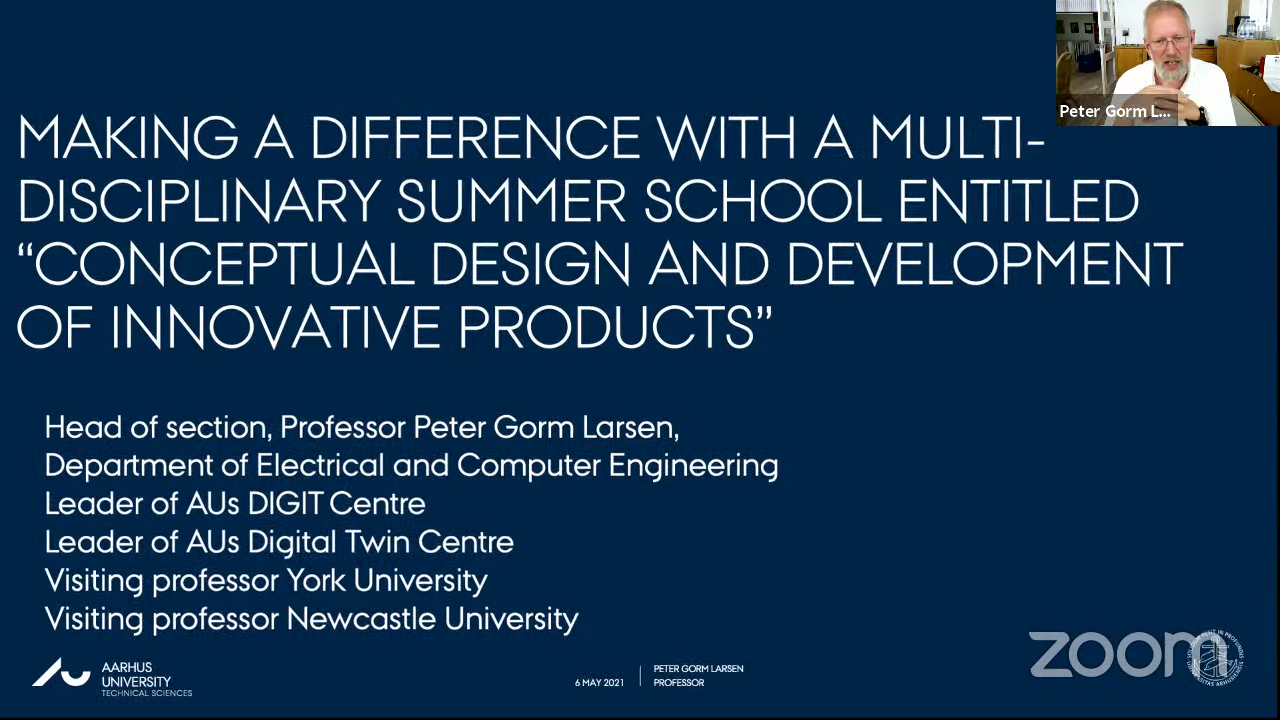 Peter Gorm L...
MAKING A DIFFERENCE WITH A MULTI-
DISCIPLINARY SUMMER SCHOOL ENTITLED
“CONCEPTUAL DESIGN AND DEVELOPMENT
OF INNOVATIVE PRODUCTS”
Head of section, Professor Peter Gorm Larsen,
Department of Electrical and Computer Engineering
Leader of AUs DIGIT Centre
Leader of AUs Digital Twin Centre
Visiting professor York University
Visiting professor Newcastle University
AARHUS
UNIVERSITY
TECHNICAL SCIENCES
6 MAY 2021
PETER GORM LARSEN
PROFESSOR
zoom